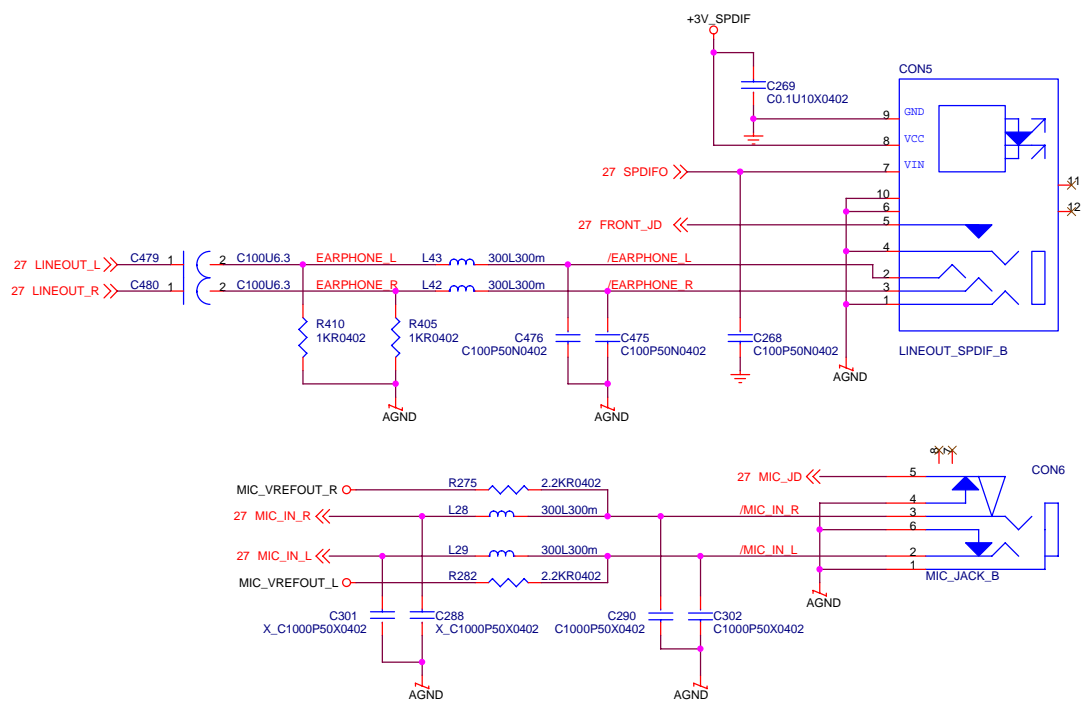 +3V_SPDIF
CON5
C269
C0.1U10X0402
9 GND
8 VCC
7 VIN
27 SPDIFO
10
6
11
12
27 FRONT_JD
5
4
27 LINEOUT_L C479 1 2 C100U6.3 EARPHONE_L L43 300L300m /EARPHONE_L
2
27 LINEOUT_R C480 1 2 C100U6.3 EARPHONE_R L42 300L300m /EARPHONE_R
3
1
R410
1KR0402
R405
1KR0402
C476
C100P50N0402
C475
C100P50N0402
C268
C100P50N0402
LINEOUT_SPDIF_B
AGND
AGND
AGND
8
7
CON6
27 MIC_JD
5
MIC_VREFOUT_R R275 2.2KR0402
4
27 MIC_IN_R L28 300L300m /MIC_IN_R
3
6
27 MIC_IN_L L29 300L300m /MIC_IN_L
2
1
MIC_VREFOUT_L R282 2.2KR0402
MIC_JACK_B
AGND
C301
X_C1000P50X0402
C288
X_C1000P50X0402
C290
C1000P50X0402
C302
C1000P50X0402
AGND
AGND